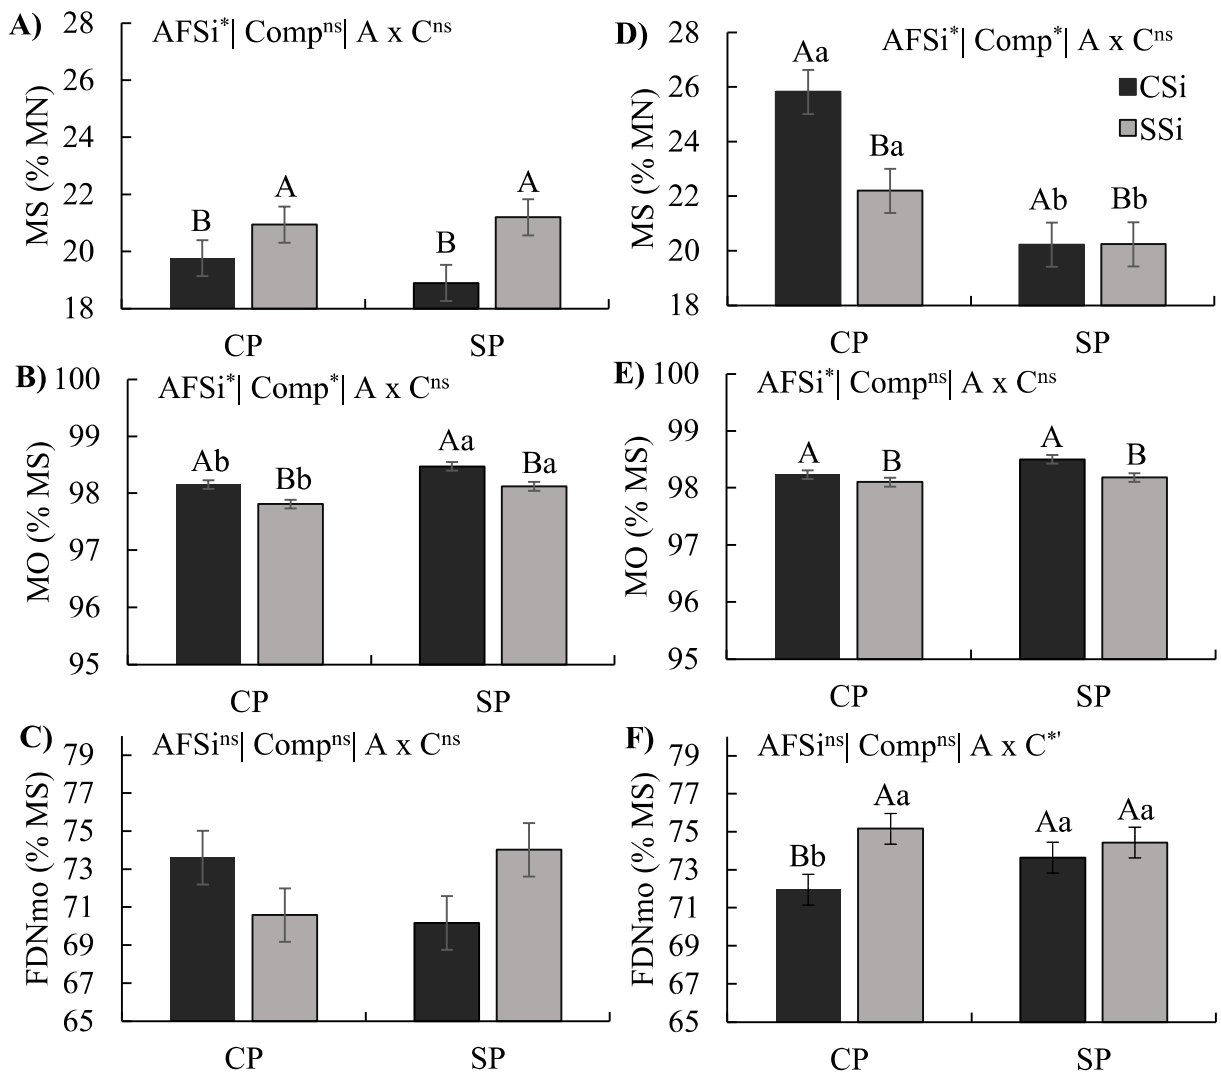 A) AFSi*| Compⁿˢ| A x Cⁿˢ
MS (% MN)
28
26
24
22
20
18
B
A
B
A
CP
SP
D) AFSi*| Comp*| A x Cⁿˢ
MS (% MN)
28
26
24
22
20
18
Aa
Ba
Ab
Bb
CSi
SSi
CP
SP
B) AFSi*| Comp*| A x Cⁿˢ
MO (% MS)
100
99
98
97
96
95
Ab
Bb
Aa
Ba
CP
SP
E) AFSi*| Compⁿˢ| A x Cⁿˢ
MO (% MS)
100
99
98
97
96
95
A
B
A
B
CP
SP
C) AFSiⁿˢ| Compⁿˢ| A x Cⁿˢ
FDNmo (% MS)
79
77
75
73
71
69
67
65
CP
SP
F) AFSiⁿˢ| Compⁿˢ| A x C*'
FDNmo (% MS)
79
77
75
73
71
69
67
65
Bb
Aa
Aa
Aa
CP
SP